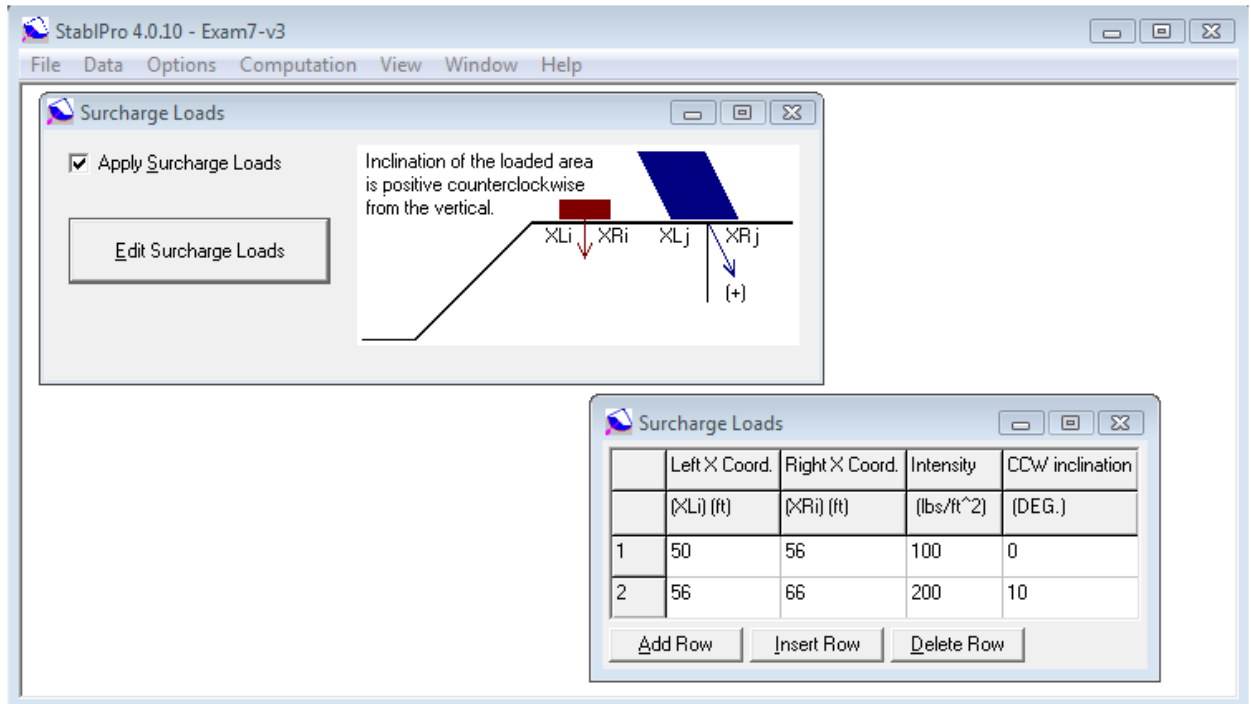 StablPro 4.0.10 - Exam7-v3
File Data Options Computation View Window Help
Surcharge Loads
Apply Surcharge Loads
Edit Surcharge Loads
Inclination of the loaded area
is positive counterclockwise
from the vertical.
XLi XRi XLj XRj
(+)
Surcharge Loads
Left X Coord. Right X Coord. Intensity CCW inclination
(XLi) (ft) (XRi) (ft) (lbs/ft^2) (DEG.)
1 50 56 100 0
2 56 66 200 10
Add Row Insert Row Delete Row